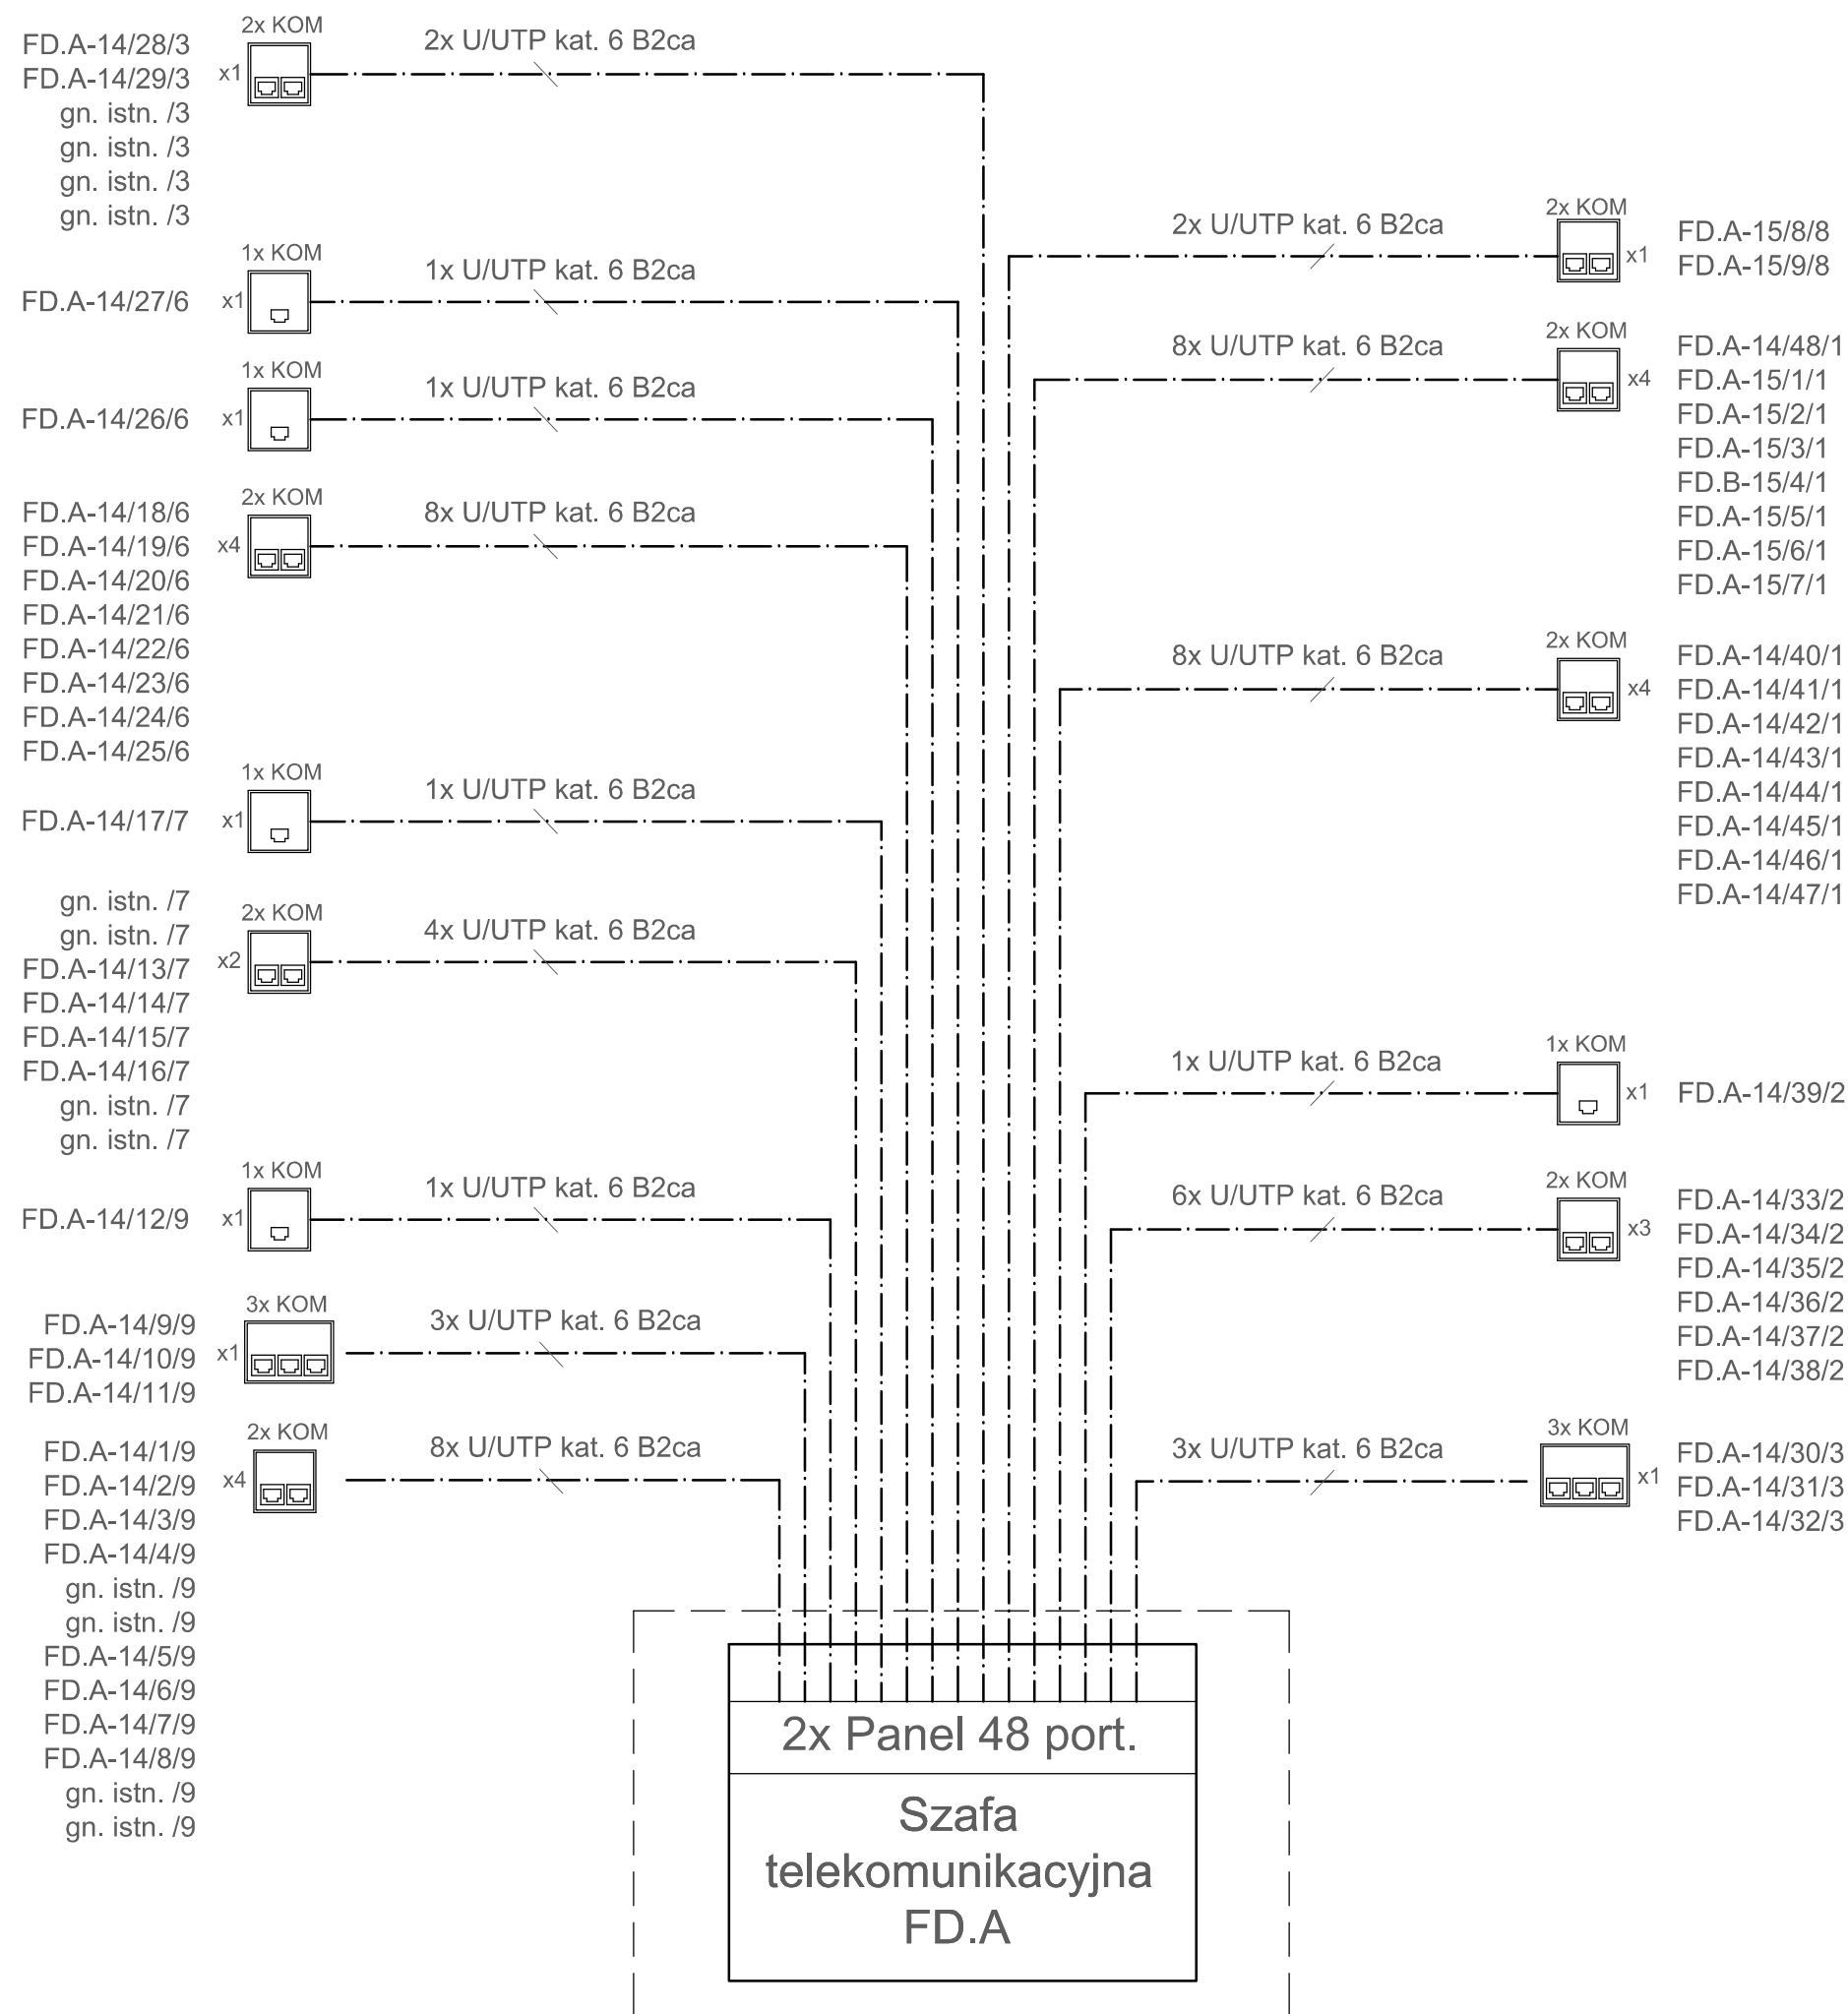 2x KOM
FD.A-14/28/3
FD.A-14/29/3
gn. istn. /3
gn. istn. /3
gn. istn. /3
gn. istn. /3
x1
2x U/UTP kat. 6 B2ca
1x KOM
FD.A-14/27/6
x1
1x U/UTP kat. 6 B2ca
1x KOM
FD.A-14/26/6
x1
1x U/UTP kat. 6 B2ca
2x KOM
FD.A-14/18/6
FD.A-14/19/6
FD.A-14/20/6
FD.A-14/21/6
FD.A-14/22/6
FD.A-14/23/6
FD.A-14/24/6
FD.A-14/25/6
x4
8x U/UTP kat. 6 B2ca
1x KOM
FD.A-14/17/7
x1
1x U/UTP kat. 6 B2ca
2x KOM
gn. istn. /7
gn. istn. /7
FD.A-14/13/7
FD.A-14/14/7
FD.A-14/15/7
FD.A-14/16/7
gn. istn. /7
gn. istn. /7
x2
4x U/UTP kat. 6 B2ca
1x KOM
FD.A-14/12/9
x1
1x U/UTP kat. 6 B2ca
3x KOM
FD.A-14/9/9
FD.A-14/10/9
FD.A-14/11/9
x1
3x U/UTP kat. 6 B2ca
2x KOM
FD.A-14/1/9
FD.A-14/2/9
FD.A-14/3/9
FD.A-14/4/9
gn. istn. /9
gn. istn. /9
FD.A-14/5/9
FD.A-14/6/9
FD.A-14/7/9
FD.A-14/8/9
gn. istn. /9
gn. istn. /9
x4
8x U/UTP kat. 6 B2ca
2x U/UTP kat. 6 B2ca
2x KOM
x1
FD.A-15/8/8
FD.A-15/9/8
8x U/UTP kat. 6 B2ca
2x KOM
x4
FD.A-14/48/1
FD.A-15/1/1
FD.A-15/2/1
FD.A-15/3/1
FD.B-15/4/1
FD.A-15/5/1
FD.A-15/6/1
FD.A-15/7/1
8x U/UTP kat. 6 B2ca
2x KOM
x4
FD.A-14/40/1
FD.A-14/41/1
FD.A-14/42/1
FD.A-14/43/1
FD.A-14/44/1
FD.A-14/45/1
FD.A-14/46/1
FD.A-14/47/1
1x U/UTP kat. 6 B2ca
1x KOM
x1
FD.A-14/39/2
6x U/UTP kat. 6 B2ca
2x KOM
x3
FD.A-14/33/2
FD.A-14/34/2
FD.A-14/35/2
FD.A-14/36/2
FD.A-14/37/2
FD.A-14/38/2
3x U/UTP kat. 6 B2ca
3x KOM
x1
FD.A-14/30/3
FD.A-14/31/3
FD.A-14/32/3
2x Panel 48 port.
Szafa
telekomunikacyjna
FD.A